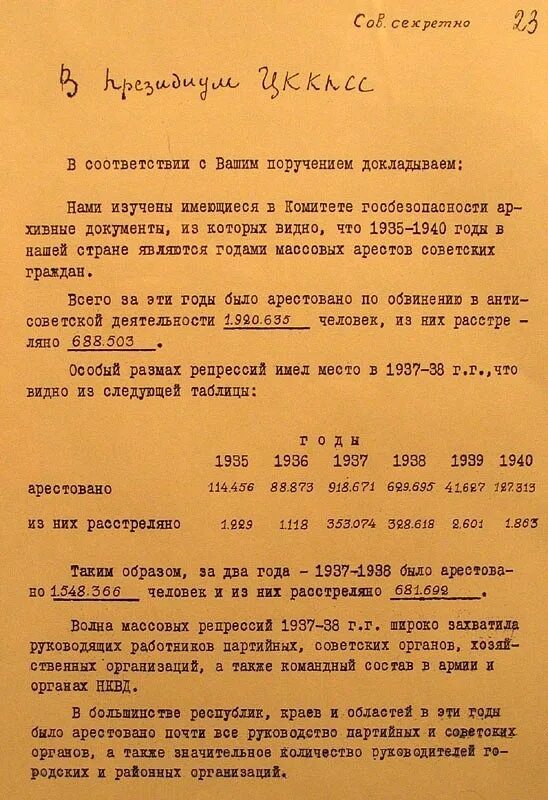 Сов. секретно 23
В Президиум ЦККПСС
В соответствии с Вашим поручением докладываем:
Нами изучены имеющиеся в Комитете госбезопасности ар-
хивные документы, из которых видно, что 1935-1940 годы в
нашей стране являются годами массовых арестов советских
граждан.
Всего за эти годы было арестовано по обвинению в анти-
советской деятельности 1.920.635 человек, из них расстре -
ляно 688.503 .
Особый размах репрессий имел место в 1937-38 г.г.,что
видно из следующей таблицы:
годы
1935 1936 1937 1938 1939 1940
арестовано 114.456 88.873 918.671 629.695 41.627 127.313
из них расстреляно 1.229 1.118 353.074 328.618 2.601 1.863
Таким образом, за два года - 1937-1938 было арестова-
но 1.548.366 человек и из них расстреляно 681.692 .
Волна массовых репрессий 1937-38 г.г. широко захватила
руководящих работников партийных, советских органов, хозяй-
ственных организаций, а также командный состав в армии и
органах НКВД.
В большинстве республик, краев и областей в эти годы
было арестовано почти все руководство партийных и советских
органов, а также значительное количество руководителей го-
родских и районных организаций.